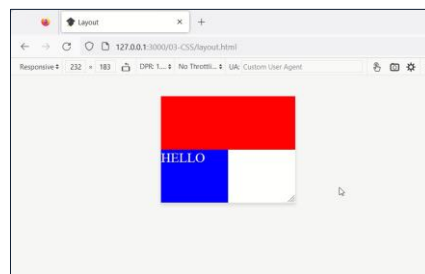 Layout
127.0.0.1:3000/03-CSS/layout.html
Responsive 232 × 183 DPR: 1.... No Throttli... UA: Custom User Agent
HELLO